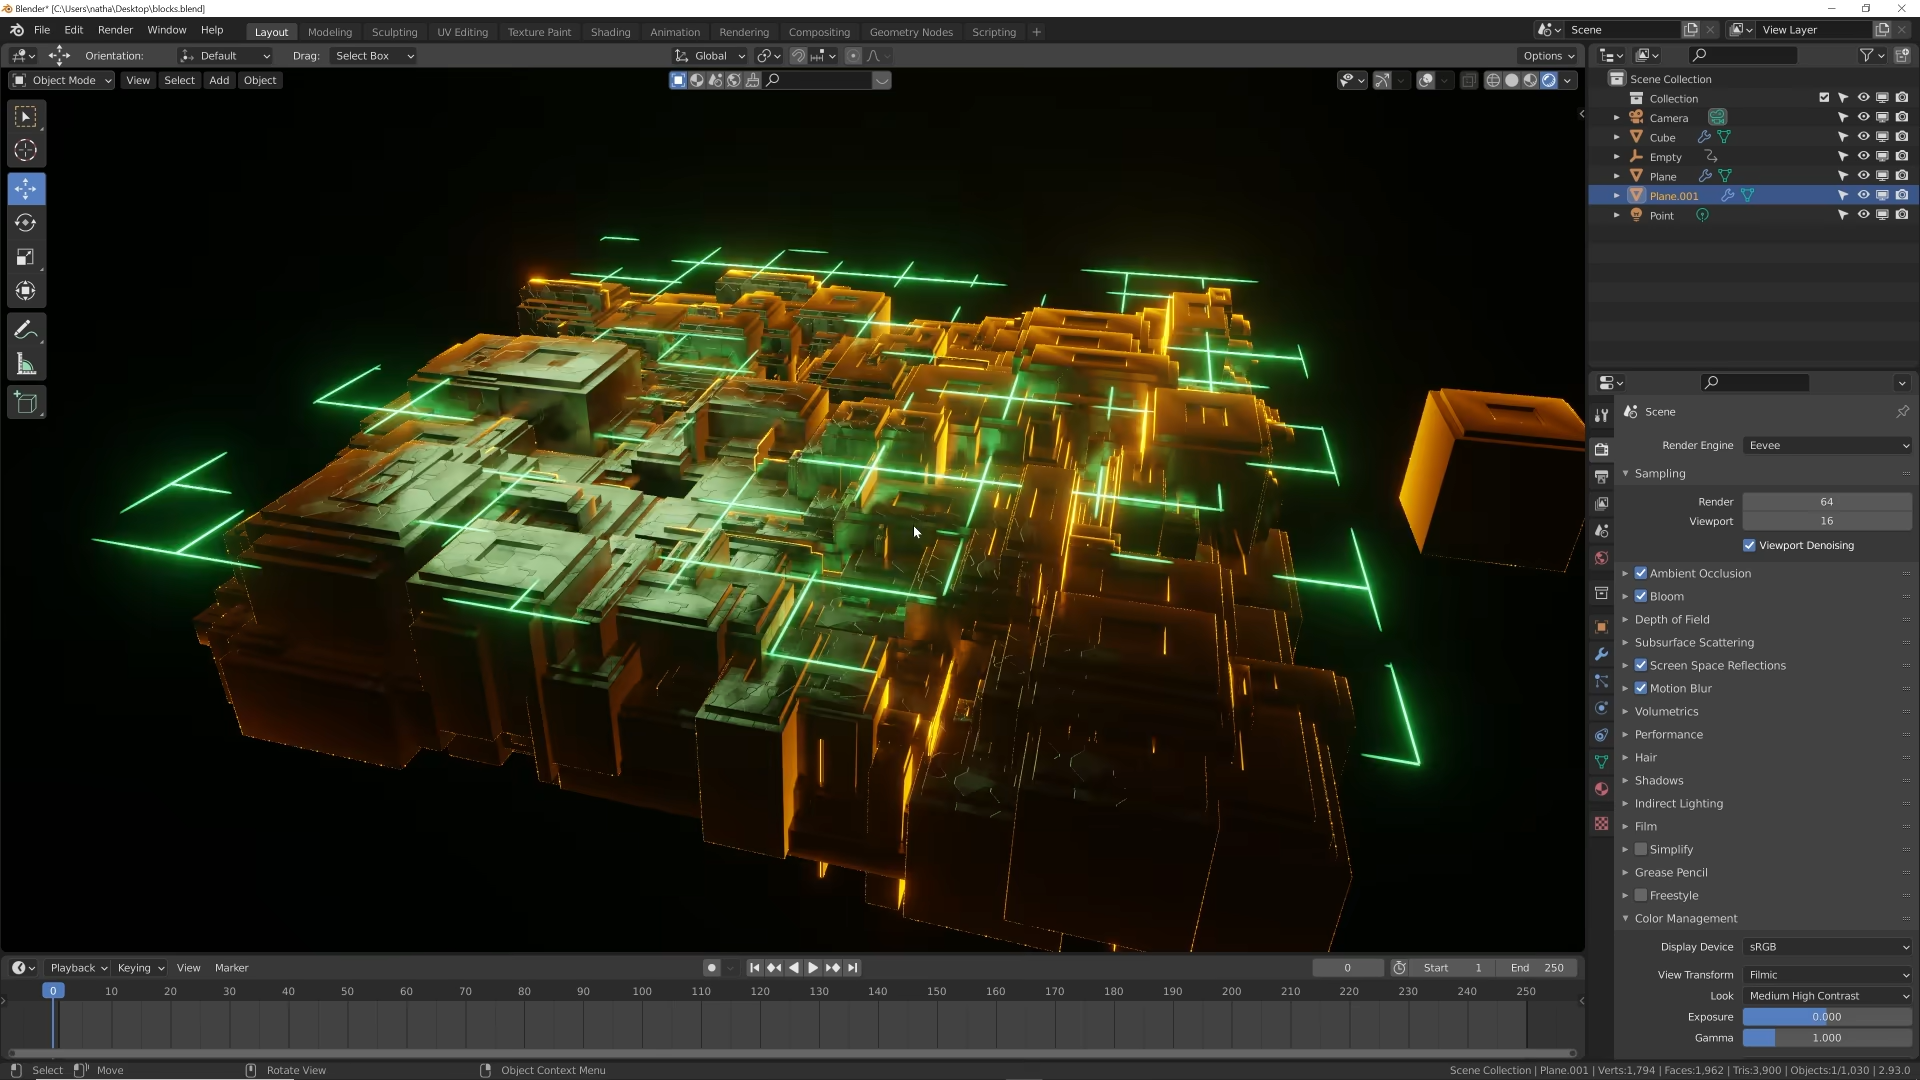 Blender* [C:\Users\natha\Desktop\blocks.blend]
File Edit Render Window Help Layout Modeling Sculpting UV Editing Texture Paint Shading Animation Rendering Compositing Geometry Nodes Scripting + Scene View Layer
Orientation: Default Drag: Select Box Global Options
Object Mode View Select Add Object
Scene Collection
Collection
Camera
Cube
Empty
Plane
Plane.001
Point
Scene
Render Engine Eevee
Sampling
Render 64
Viewport 16
Viewport Denoising
Ambient Occlusion
Bloom
Depth of Field
Subsurface Scattering
Screen Space Reflections
Motion Blur
Volumetrics
Performance
Hair
Shadows
Indirect Lighting
Film
Simplify
Grease Pencil
Freestyle
Color Management
Display Device sRGB
View Transform Filmic
Look Medium High Contrast
Exposure 0.000
Gamma 1.000
Playback Keying View Marker 0 Start 1 End 250
0 10 20 30 40 50 60 70 80 90 100 110 120 130 140 150 160 170 180 190 200 210 220 230 240 250
Select Move Rotate View Object Context Menu Scene Collection | Plane.001 | Verts:1,794 | Faces:1,962 | Tris:3,900 | Objects:1/1,030 | 2.93.0